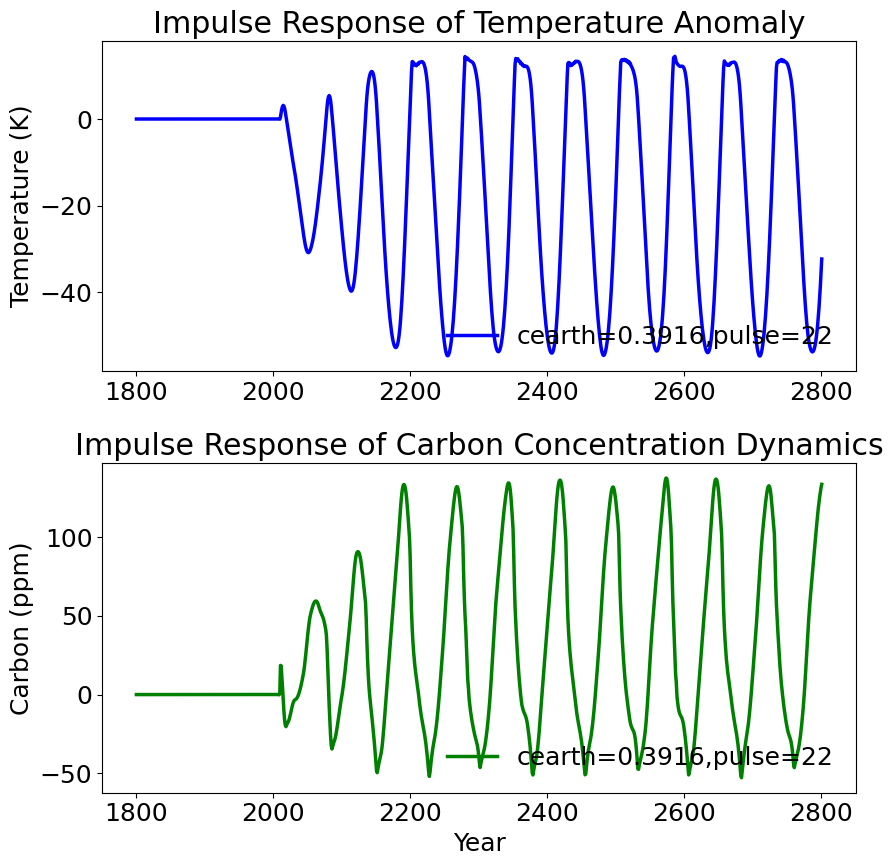 Impulse Response of Temperature Anomaly
Temperature (K)
0
−20
−40
cearth=0.3916,pulse=22
1800 2000 2200 2400 2600 2800
Impulse Response of Carbon Concentration Dynamics
Carbon (ppm)
100
50
0
−50
cearth=0.3916,pulse=22
1800 2000 2200 2400 2600 2800
Year